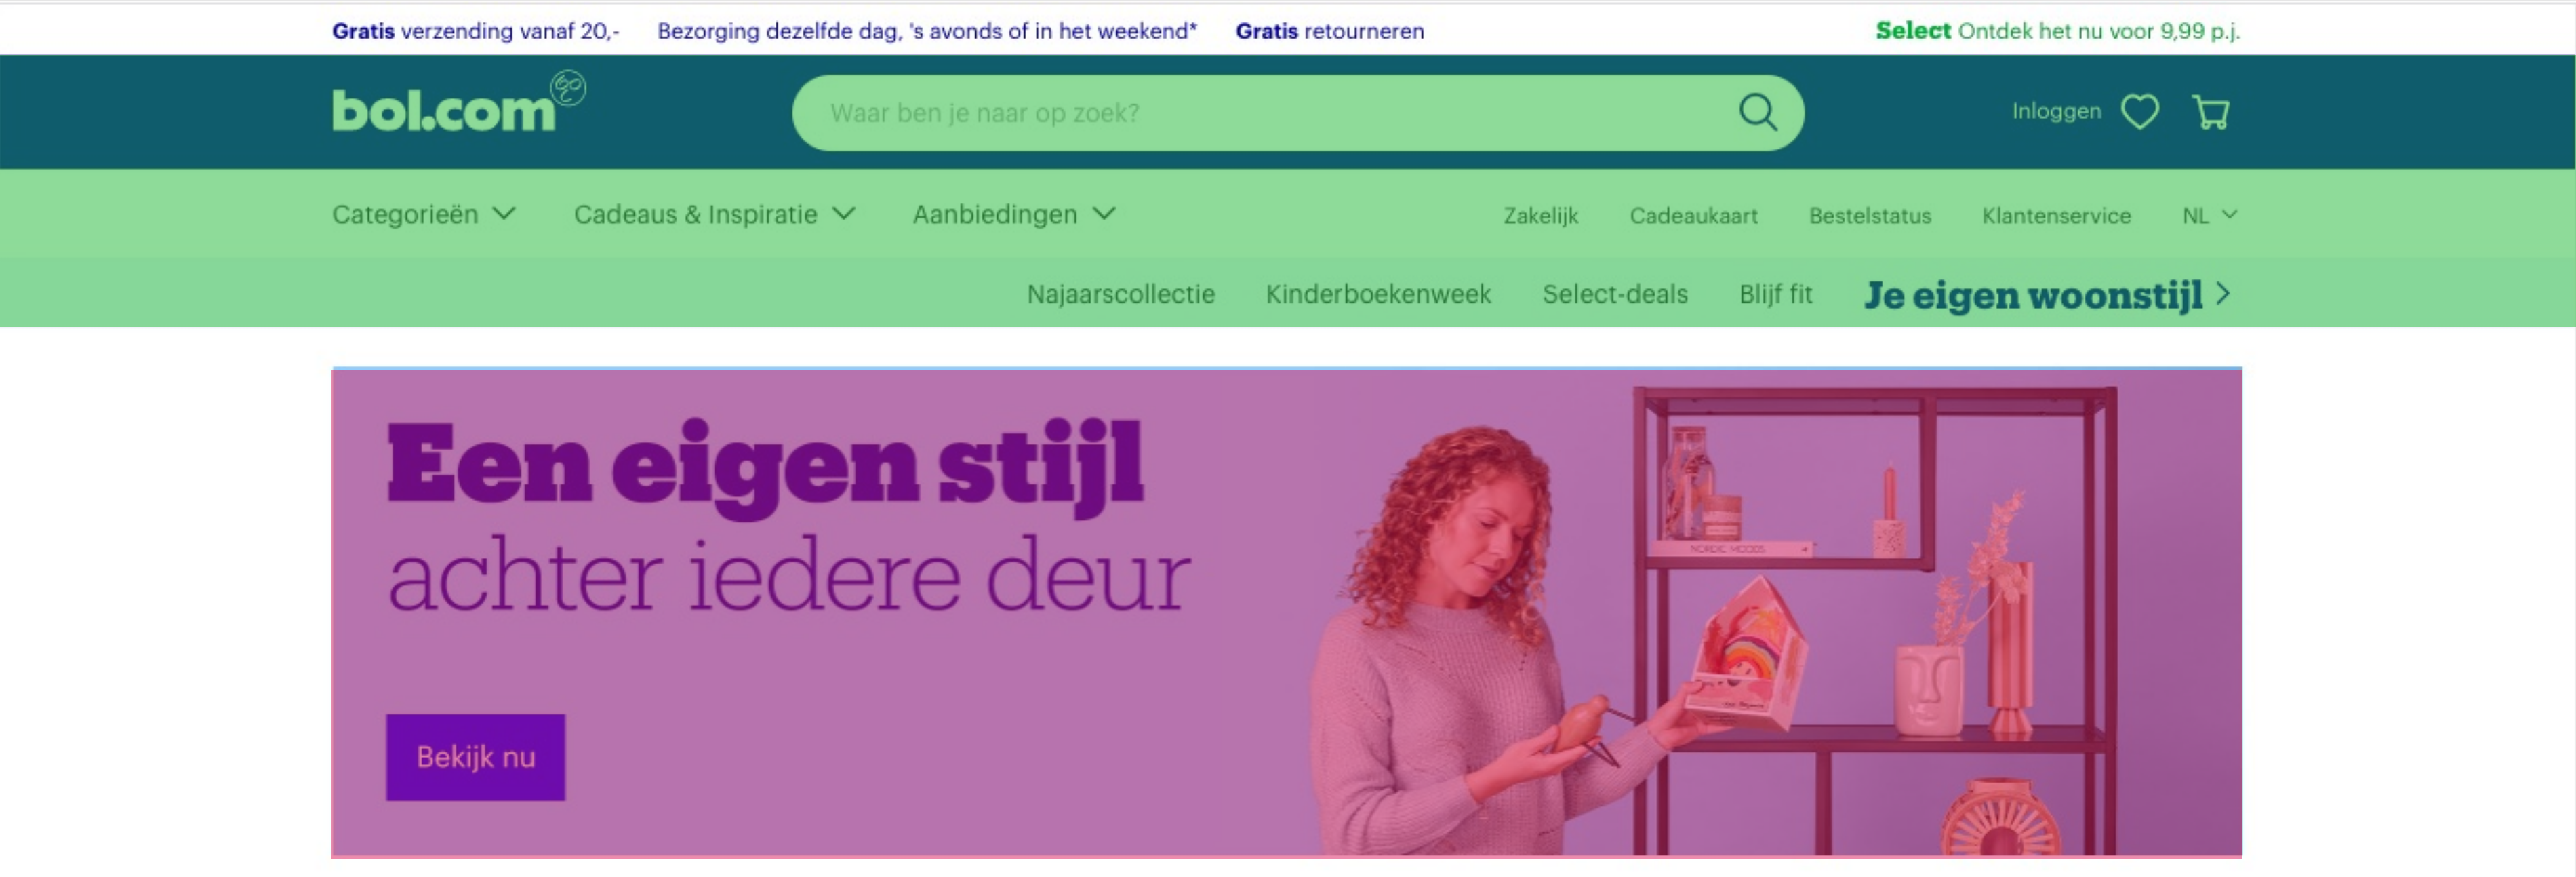 Gratis verzending vanaf 20,- Bezorging dezelfde dag, 's avonds of in het weekend* Gratis retourneren Select Ontdek het nu voor 9,99 p.j.
bol.com Waar ben je naar op zoek? Inloggen
Categorieën Cadeaus & Inspiratie Aanbiedingen Zakelijk Cadeaukaart Bestelstatus Klantenservice NL
Najaarscollectie Kinderboekenweek Select-deals Blijf fit Je eigen woonstijl
Een eigen stijl
achter iedere deur
NORDIC MOODS
Bekijk nu